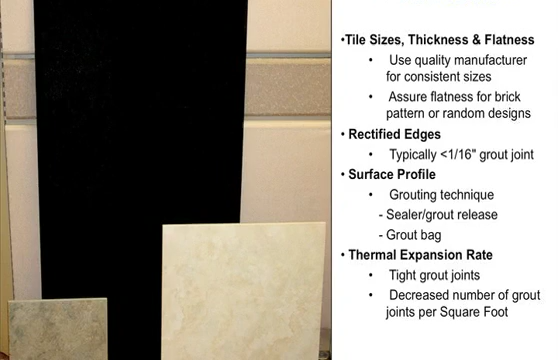 •Tile Sizes, Thickness & Flatness
• Use quality manufacturer
for consistent sizes
• Assure flatness for brick
pattern or random designs
• Rectified Edges
• Typically <1/16" grout joint
• Surface Profile
• Grouting technique
- Sealer/grout release
- Grout bag
• Thermal Expansion Rate
• Tight grout joints
• Decreased number of grout
joints per Square Foot